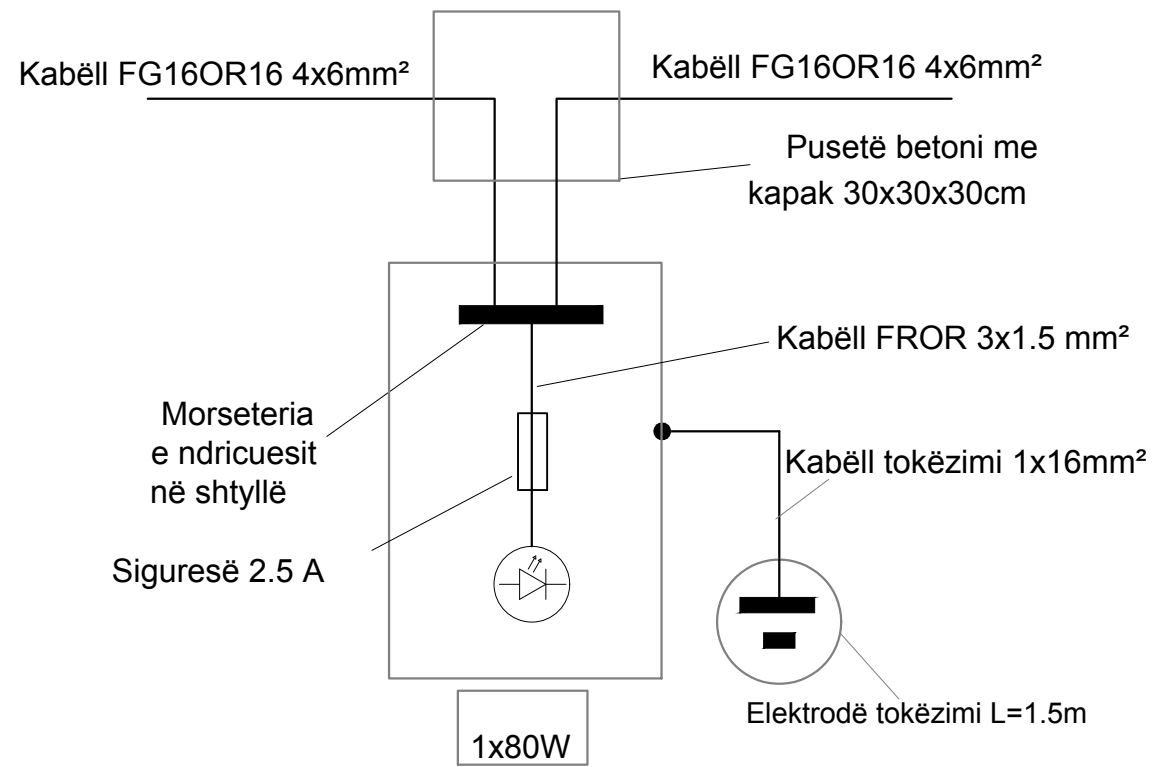 Kabëll FG16OR16 4x6mm²
Kabëll FG16OR16 4x6mm²
Pusetë betoni me
kapak 30x30x30cm
Kabëll FROR 3x1.5 mm²
Morseteria
e ndricuesit
në shtyllë
Kabëll tokëzimi 1x16mm²
Siguresë 2.5 A
Elektrodë tokëzimi L=1.5m
1x80W